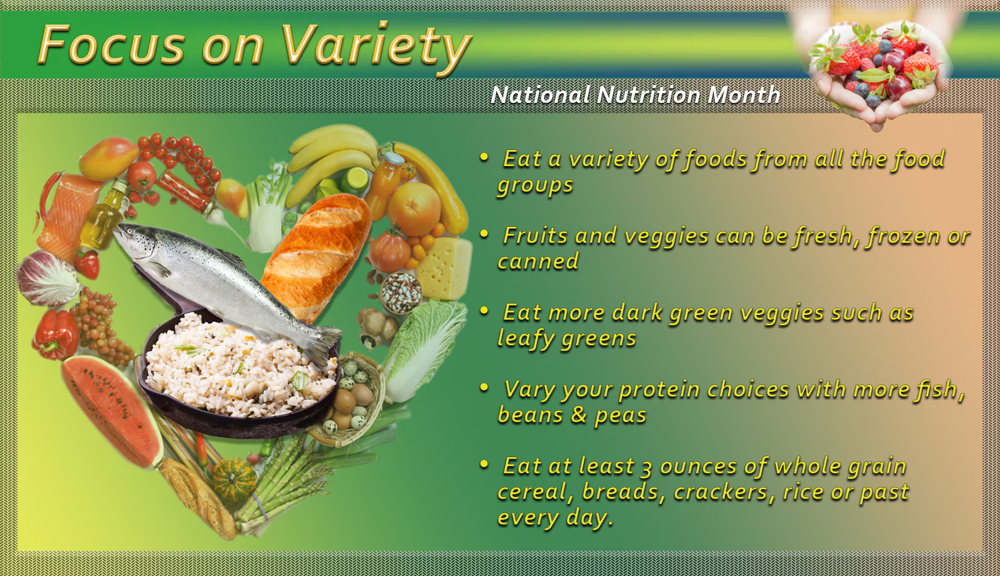 Focus on Variety
National Nutrition Month
• Eat a variety of foods from all the food
groups
• Fruits and veggies can be fresh, frozen or
canned
• Eat more dark green veggies such as
leafy greens
• Vary your protein choices with more fish,
beans & peas
• Eat at least 3 ounces of whole grain
cereal, breads, crackers, rice or past
every day.